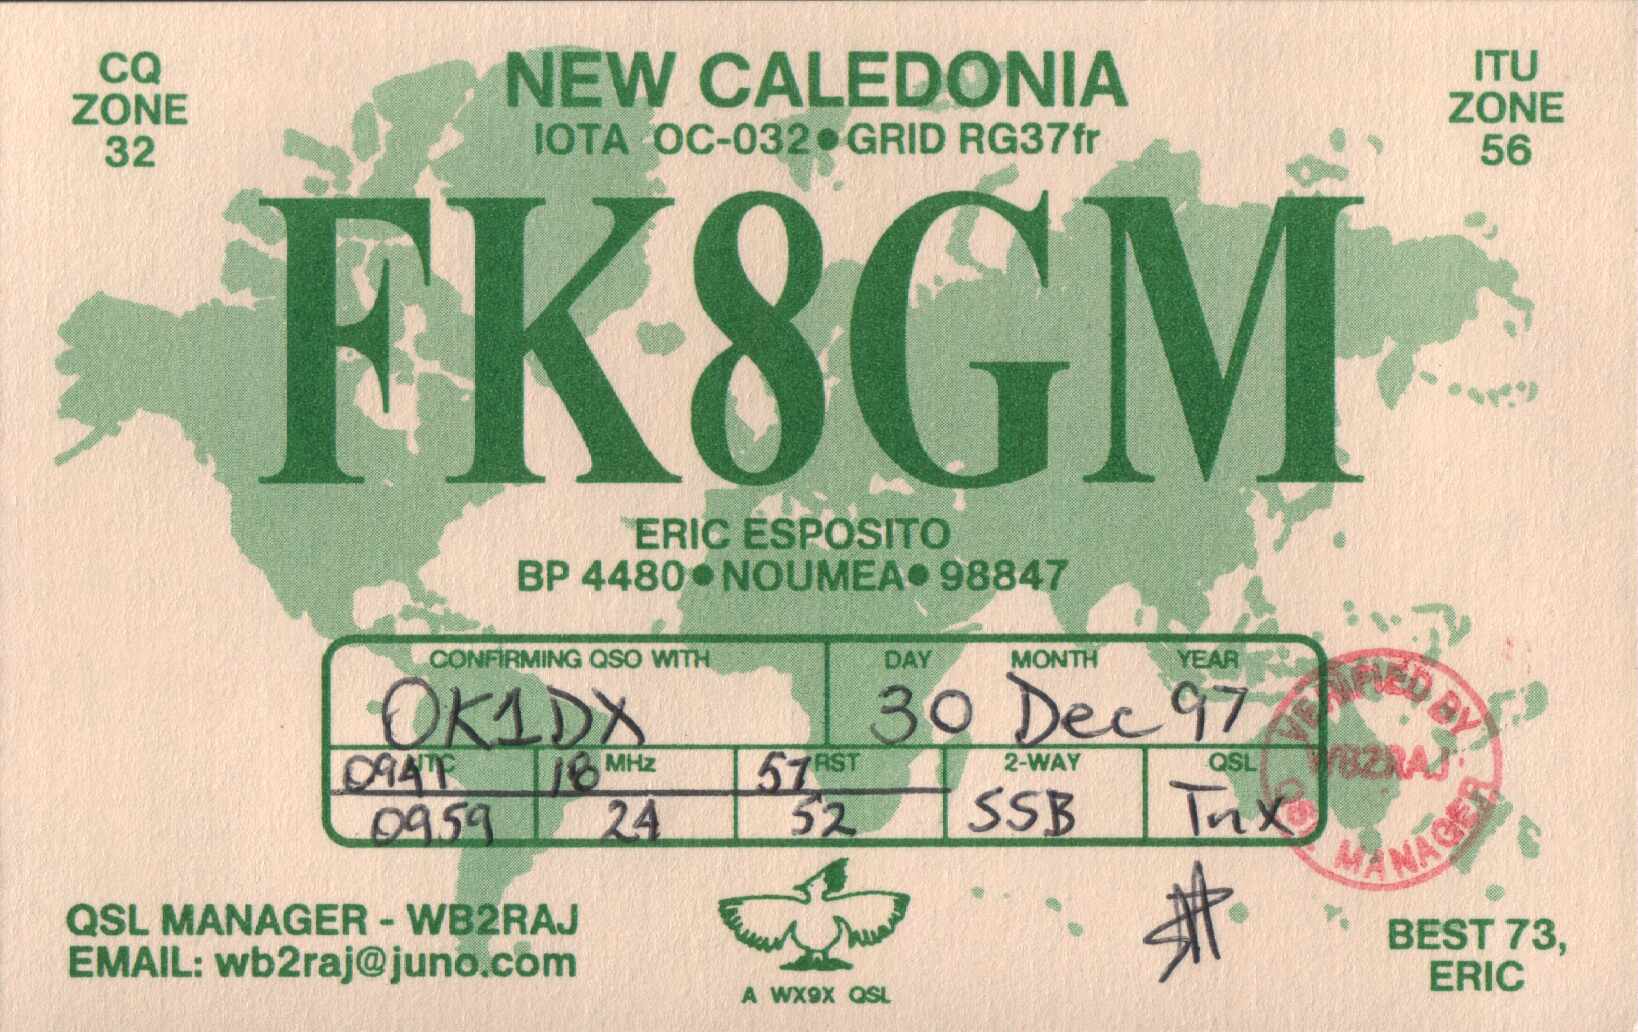 CQ ZONE 32
NEW CALEDONIA
IOTA OC-032 • GRID RG37fr
ITU ZONE 56
FK8GM
ERIC ESPOSITO
BP 4480 • NOUMEA • 98847
CONFIRMING QSO WITH DAY MONTH YEAR
OK1DX 30 Dec 97
UTC MHz RST 2-WAY QSL
0941 18 57
0959 24 52 SSB Tnx
VERIFIED BY
WB2RAJ
MANAGER
QSL MANAGER - WB2RAJ
EMAIL: wb2raj@juno.com
A WX9X QSL
BEST 73,
ERIC